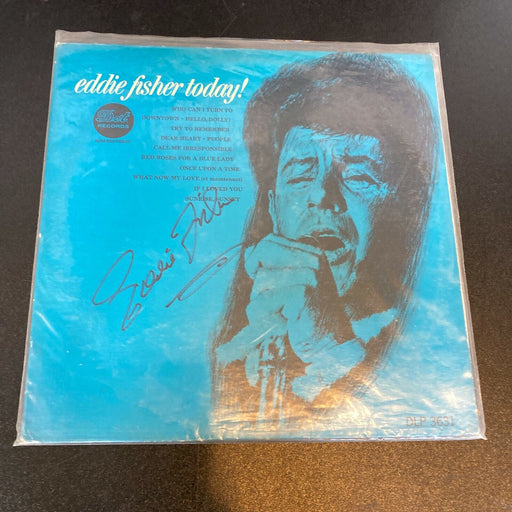 eddie fisher today!
Dot
RECORDS
WHO CAN I TURN TO
DOWNTOWN • HELLO, DOLLY!
TRY TO REMEMBER
DEAR HEART • PEOPLE
CALL ME IRRESPONSIBLE
RED ROSES FOR A BLUE LADY
ONCE UPON A TIME
WHAT NOW MY LOVE (et maintenant)
IF I LOVED YOU
SUNRISE, SUNSET
Eddie Fisher
DLP 3631